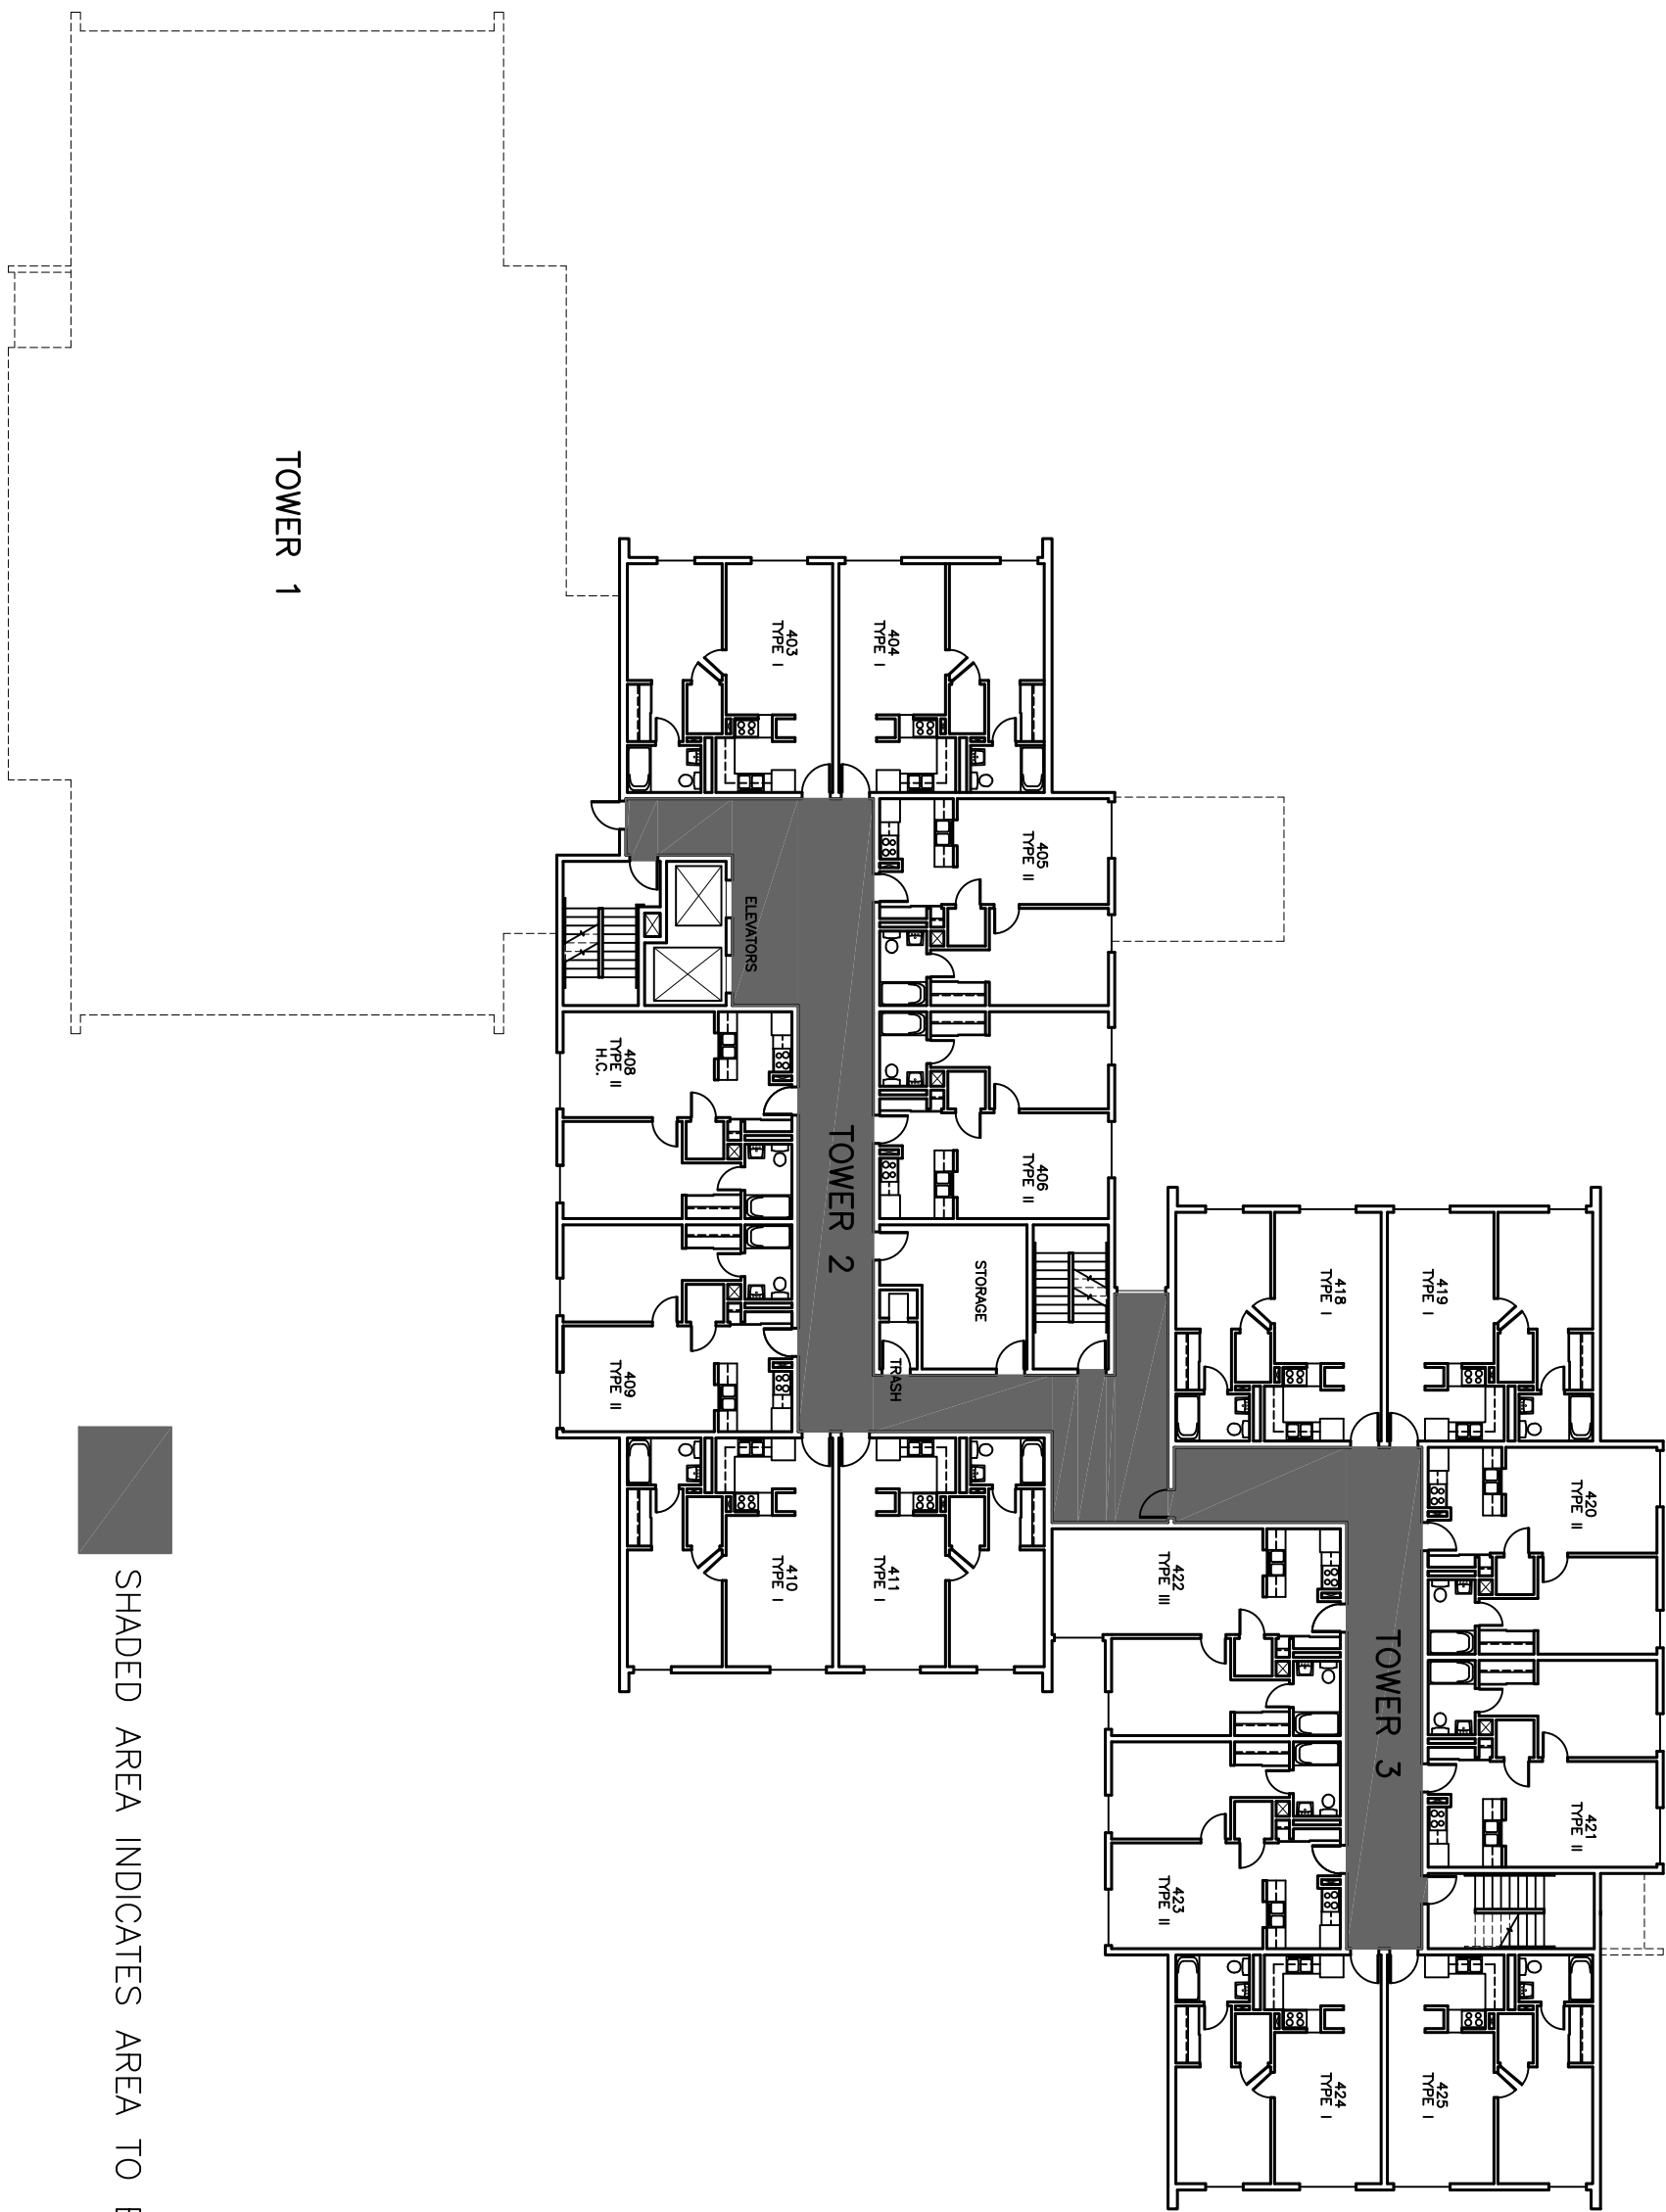 TOWER 1
403
TYPE I
404
TYPE I
405
TYPE II
ELEVATORS
408
TYPE II
H.C.
TOWER 2
406
TYPE II
STORAGE
TRASH
409
TYPE II
410
TYPE I
411
TYPE I
418
TYPE I
419
TYPE I
420
TYPE II
422
TYPE III
TOWER 3
421
TYPE II
423
TYPE II
424
TYPE I
425
TYPE I
SHADED AREA INDICATES AREA TO